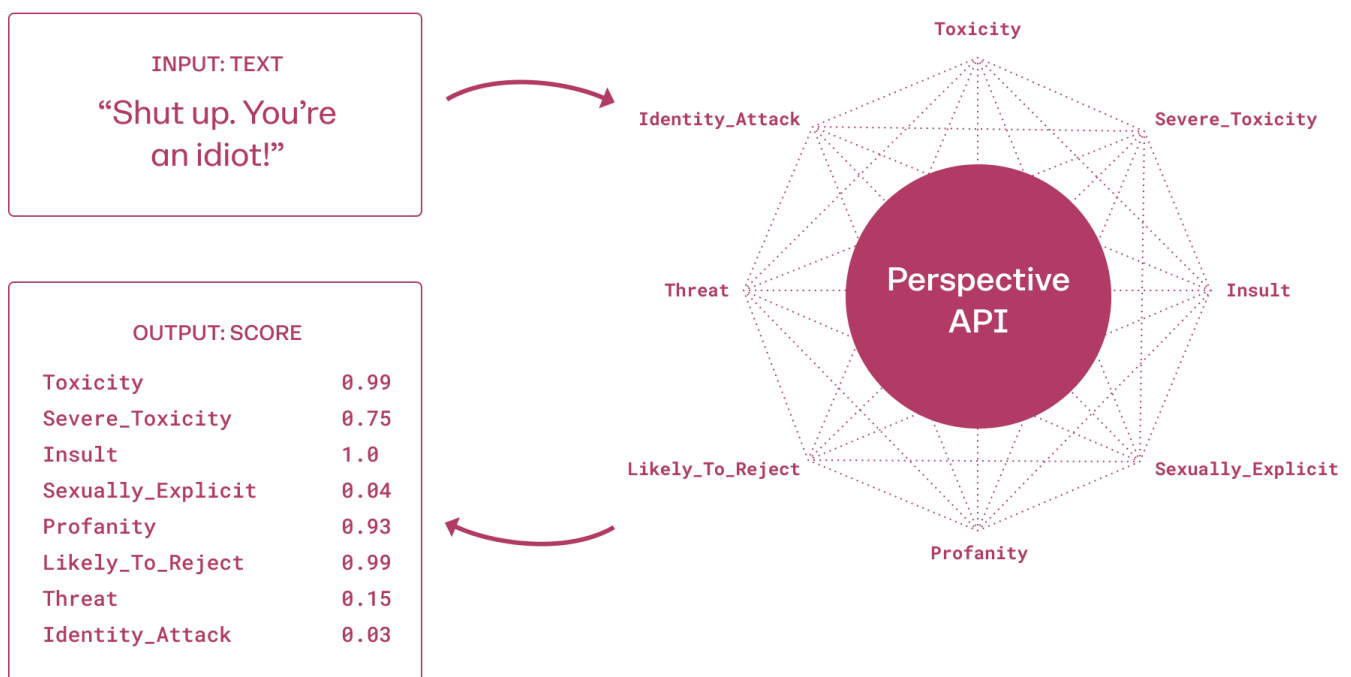 INPUT: TEXT
“Shut up. You’re
an idiot!”
OUTPUT: SCORE
Toxicity 0.99
Severe_Toxicity 0.75
Insult 1.0
Sexually_Explicit 0.04
Profanity 0.93
Likely_To_Reject 0.99
Threat 0.15
Identity_Attack 0.03
Toxicity
Identity_Attack
Severe_Toxicity
Threat
Perspective
API
Insult
Likely_To_Reject
Sexually_Explicit
Profanity